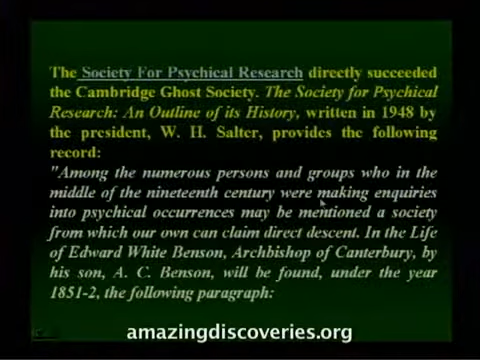 The Society For Psychical Research directly succeeded
the Cambridge Ghost Society. The Society for Psychical
Research: An Outline of its History, written in 1948 by
the president, W. H. Salter, provides the following
record:
"Among the numerous persons and groups who in the
middle of the nineteenth century were making enquiries
into psychical occurrences may be mentioned a society
from which our own can claim direct descent. In the Life
of Edward White Benson, Archbishop of Canterbury, by
his son, A. C. Benson, will be found, under the year
1851-2, the following paragraph:
amazingdiscoveries.org